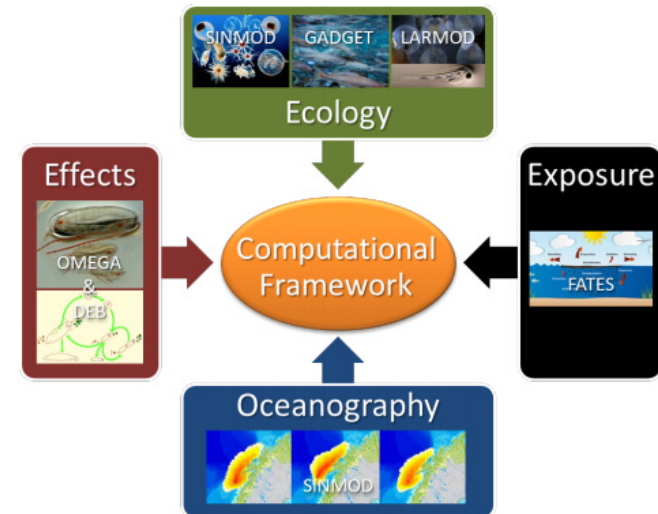 SINMOD GADGET LARMOD
Ecology
Effects
OMEGA
&
DEB
Computational
Framework
Exposure
FATES
Oceanography
SINMOD